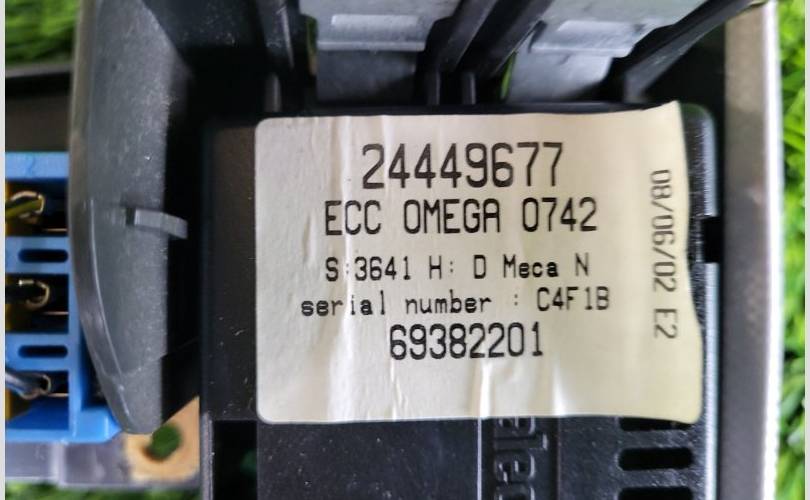 24449677
ECC OMEGA 0742
S:3641 H: D Meca N
serial number : C4F1B
69382201
08/06/02 E2